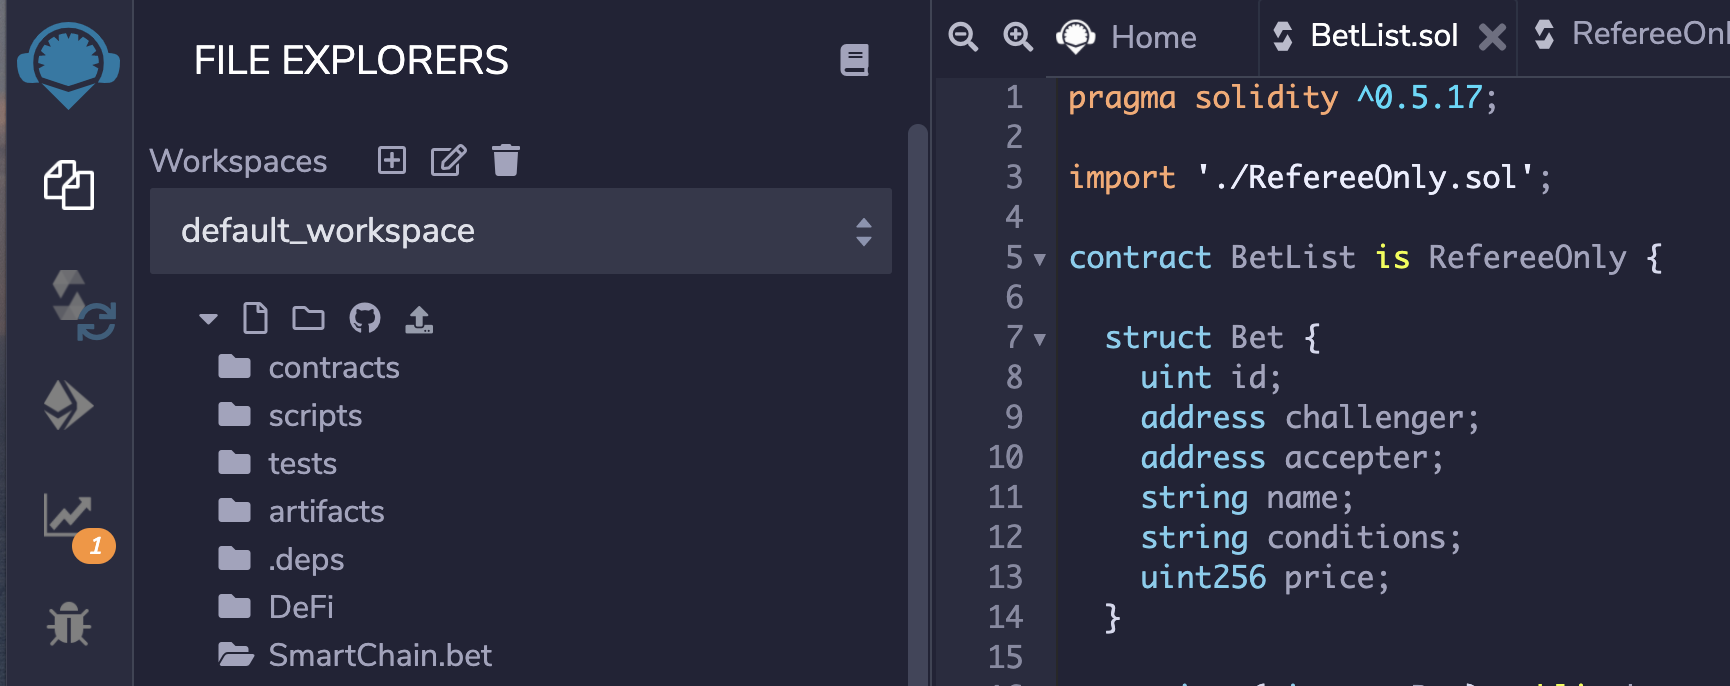 FILE EXPLORERS
Workspaces
default_workspace
contracts
scripts
tests
artifacts
.deps
DeFi
SmartChain.bet
1
Home
BetList.sol
1 pragma solidity ^0.5.17;
2
3 import './RefereeOnly.sol';
4
5 contract BetList is RefereeOnly {
6
7 struct Bet {
8 uint id;
9 address challenger;
10 address accepter;
11 string name;
12 string conditions;
13 uint256 price;
14 }
15